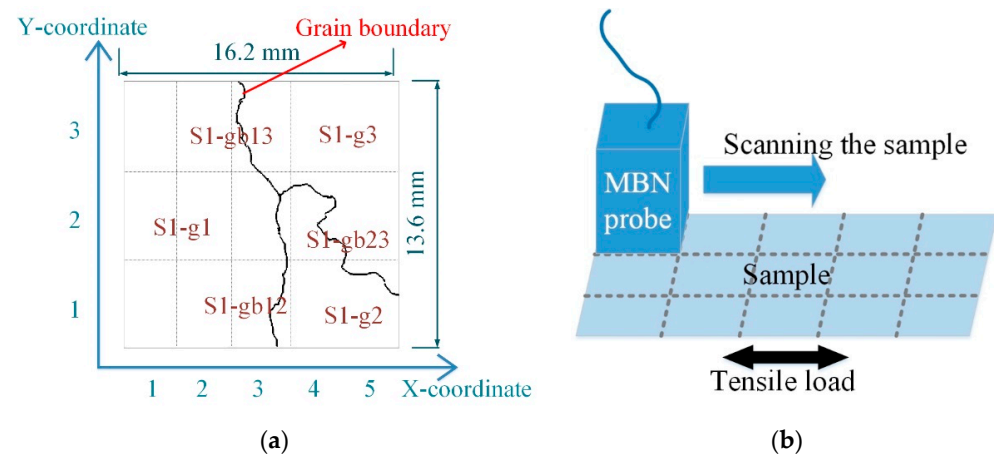 Y-coordinate
Grain boundary
16.2 mm
3
S1-gb13
S1-g3
2
S1-g1
S1-gb23
13.6 mm
1
S1-gb12
S1-g2
1 2 3 4 5 X-coordinate
(a)
Scanning the sample
MBN
probe
Sample
Tensile load
(b)